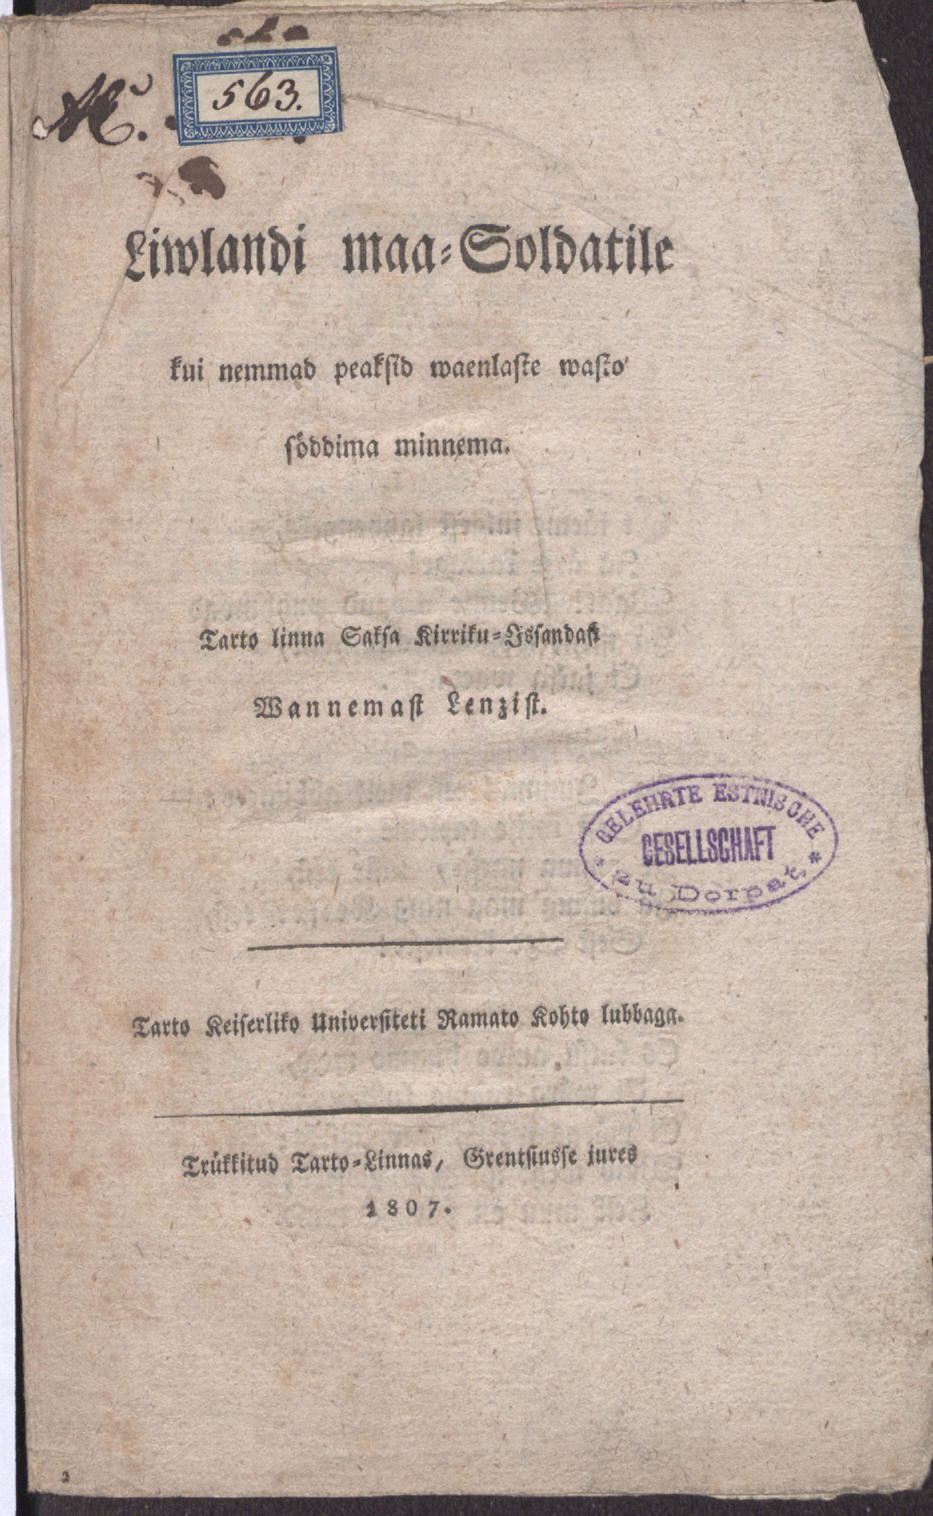 563.
Liwlandi maa-Soldatile
kui nemmad peaksid waenlaste wasto
söddima minnema.
Tarto linna Saksa Kirriku-Issandast
Wannemast Lenzist.
GELEHRTE ESTNISCHE
GESELLSCHAFT
zu Dorpat
Tarto Keiserliko Universiteti Ramato Kohto lubbaga.
Trükkitud Tarto-Linnas, Grentsiusse jures
1807.